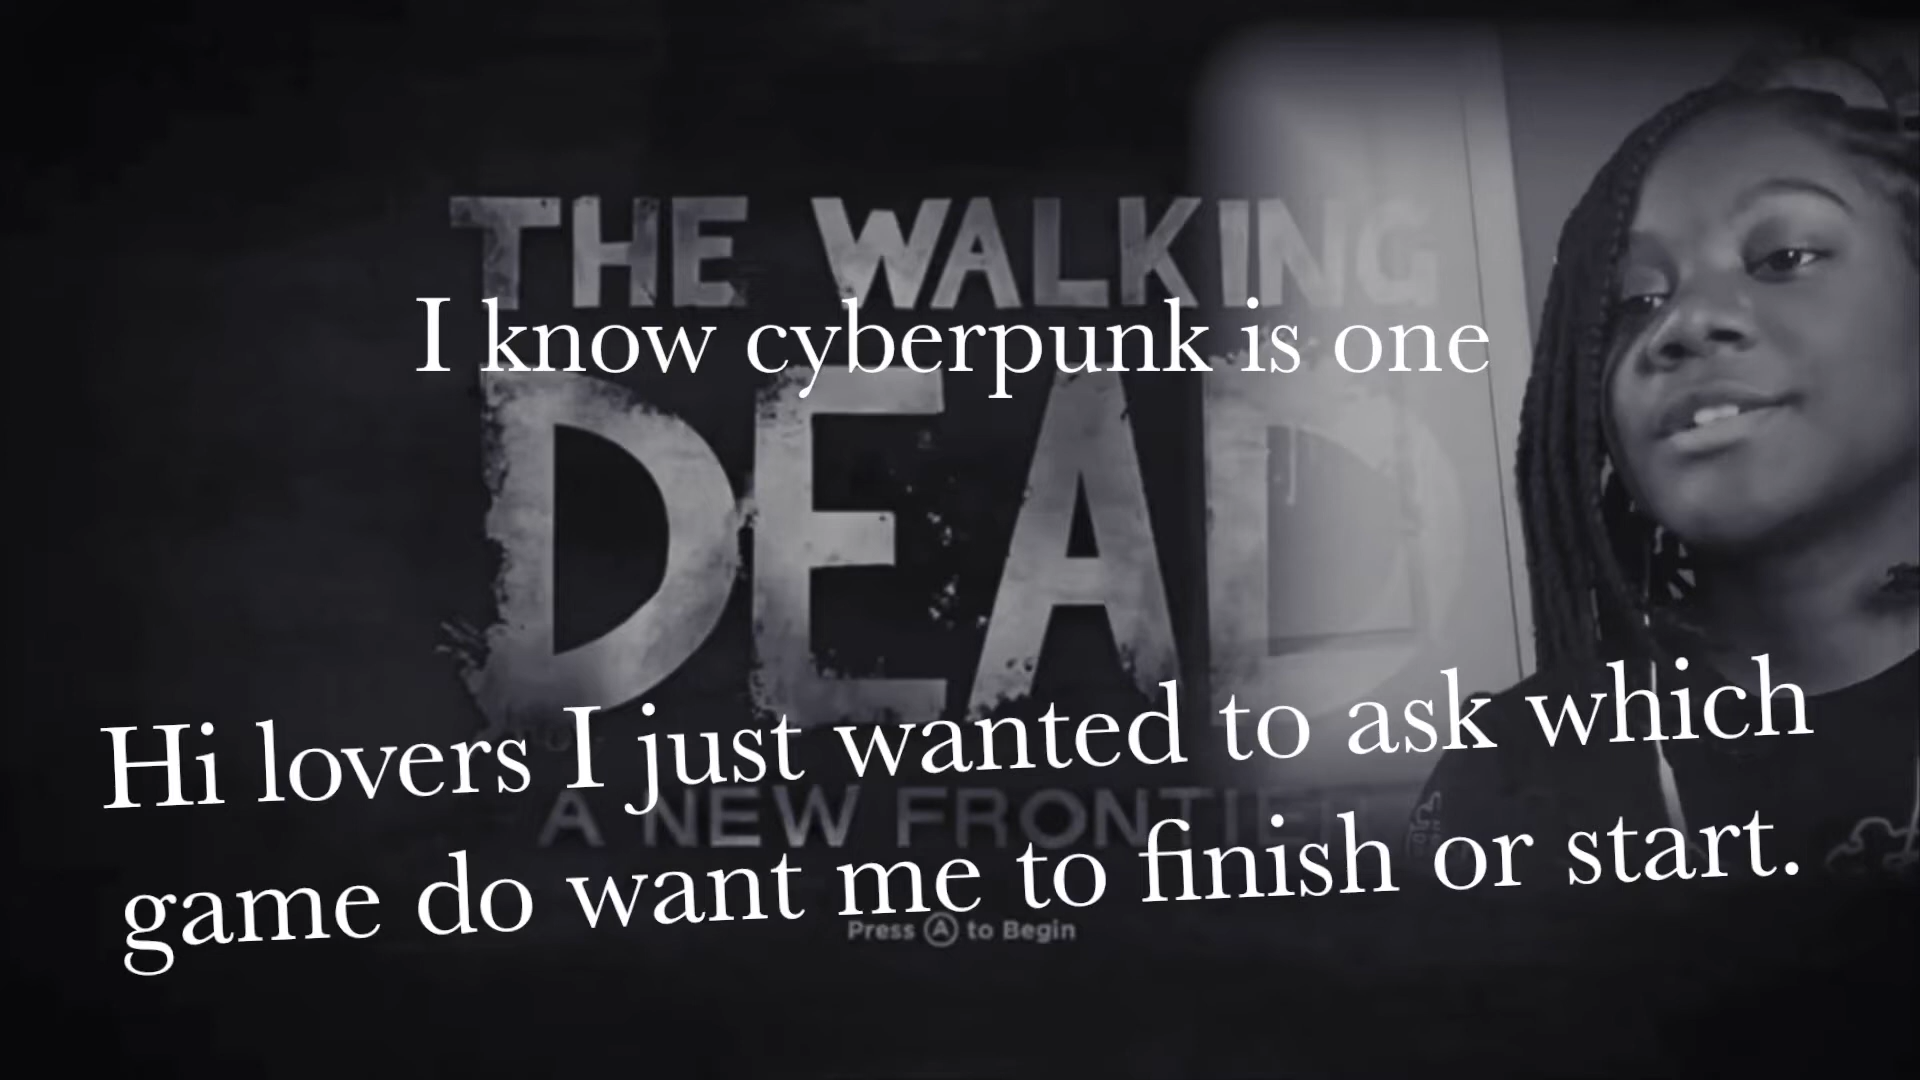 THE WALKING
I know cyberpunk is one
DEAD
Hi lovers I just wanted to ask which
A NEW FRONTIER
game do want me to finish or start.
Press A to Begin